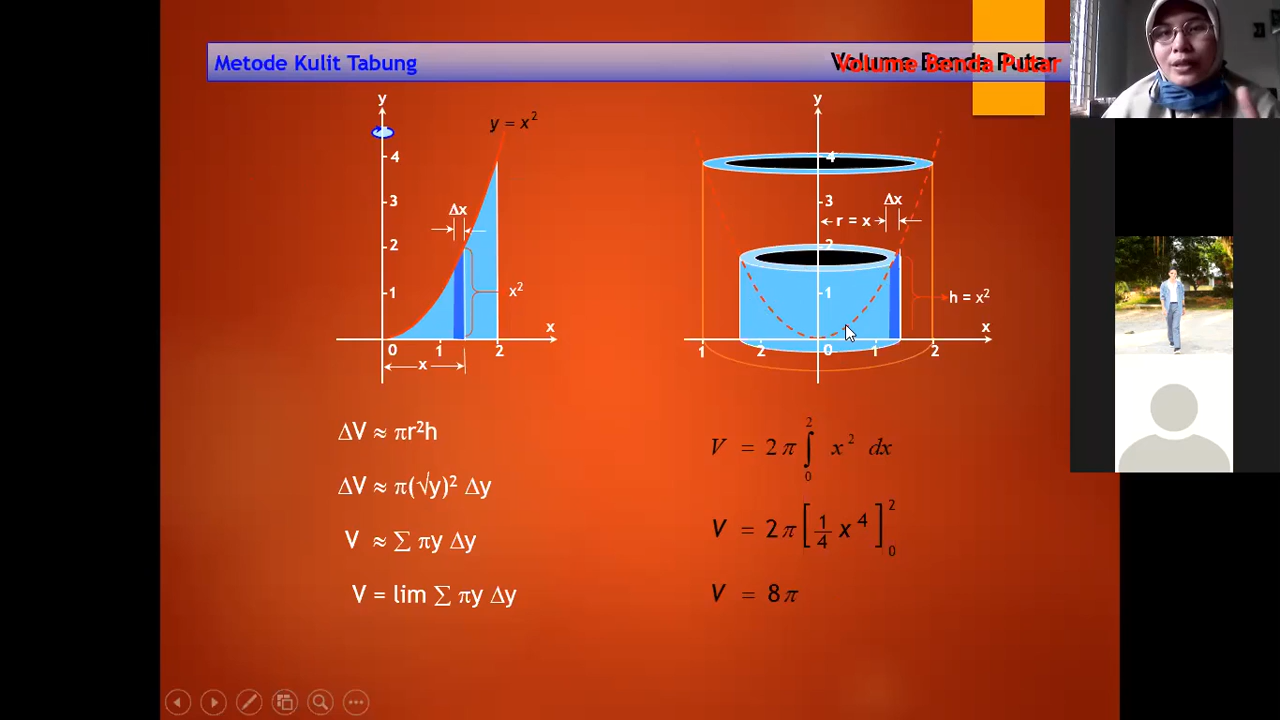 Metode Kulit Tabung
Volume Benda Putar
y
y = x²
4
3
Δx
2
1
x²
x
0 1 2
x
y
4
3
Δx
r = x
2
1
h = x²
x
1 2 0 1 2
ΔV ≈ πr²h
ΔV ≈ π(√y)² Δy
V ≈ ∑ πy Δy
V = lim ∑ πy Δy
V = 2π ∫₀² x² dx
V = 2π [1/4 x⁴]₀²
V = 8π